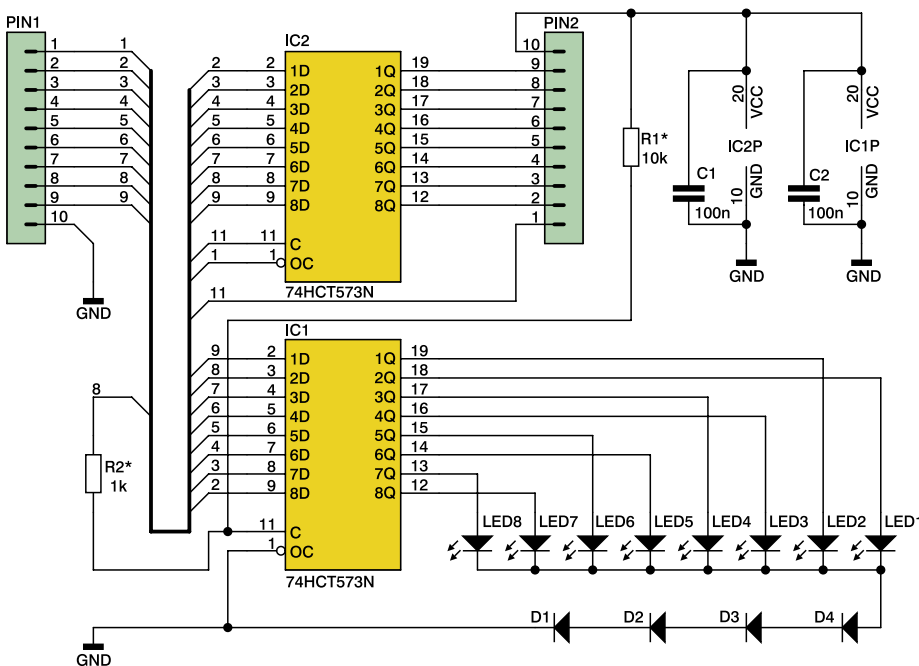 PIN1 IC2 PIN2
1 1 10
2 2 2 2 1D 1Q 19 9
3 3 3 3 2D 2Q 18 8
4 4 4 4 3D 3Q 17 7
5 5 5 5 4D 4Q 16 6
6 6 6 6 5D 5Q 15 5
7 7 7 7 6D 6Q 14 4
8 8 8 8 7D 7Q 13 3
9 9 9 9 8D 8Q 12 2
10 1
11 11 C
1 1 OC
11
74HCT573N
GND
R1*
10k
C1
100n
20 VCC
IC2P
10 GND
GND
C2
100n
20 VCC
IC1P
10 GND
GND
IC1
9 2 1D 1Q 19
8 3 2D 2Q 18
7 4 3D 3Q 17
6 5 4D 4Q 16
5 6 5D 5Q 15
4 7 6D 6Q 14
3 8 7D 7Q 13
2 9 8D 8Q 12
11 C
1 OC
74HCT573N
8
R2*
1k
LED8 LED7 LED6 LED5 LED4 LED3 LED2 LED1
D1 D2 D3 D4
GND